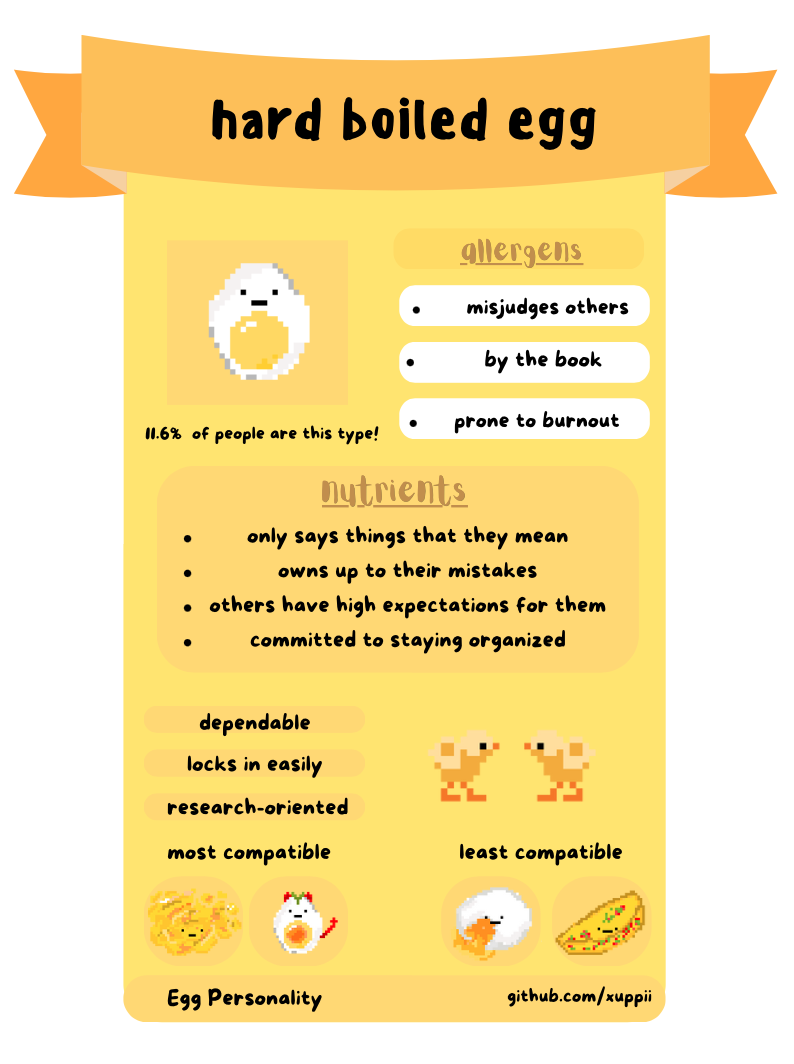 hard boiled egg
11.6% of people are this type!
allergens
• misjudges others
• by the book
• prone to burnout
nutrients
• only says things that they mean
• owns up to their mistakes
• others have high expectations for them
• committed to staying organized
dependable
locks in easily
research-oriented
most compatible
least compatible
Egg Personality
github.com/xuppii